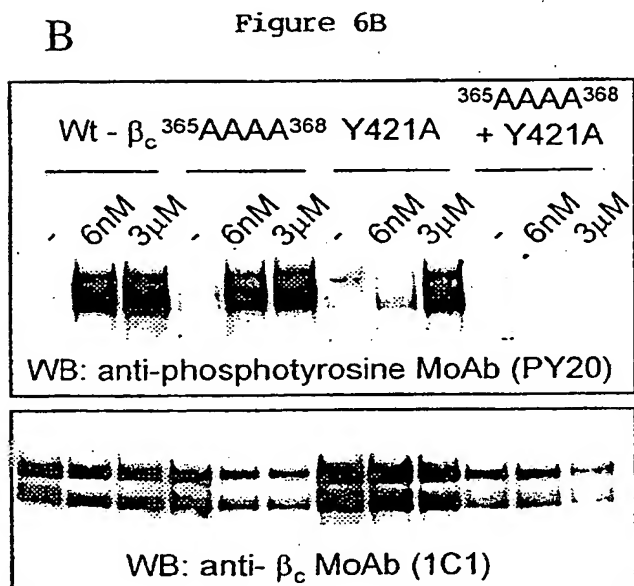 Figure 6B
B
³⁶⁵AAAA³⁶⁸
Wt - βc ³⁶⁵AAAA³⁶⁸ Y421A + Y421A
- 6nM 3μM - 6nM 3μM - 6nM 3μM - 6nM 3μM
WB: anti-phosphotyrosine MoAb (PY20)
WB: anti- βc MoAb (1C1)